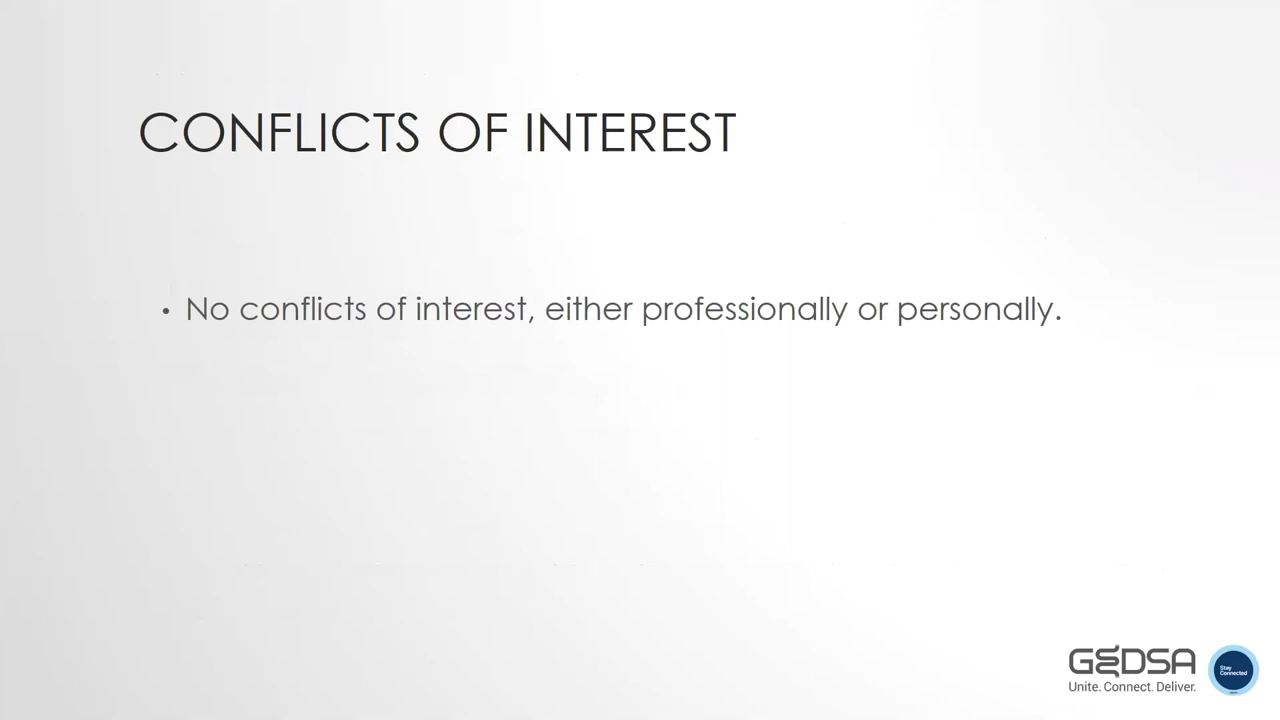 CONFLICTS OF INTEREST
• No conflicts of interest, either professionally or personally.
GEDSA
Unite. Connect. Deliver.
Stay
Connected